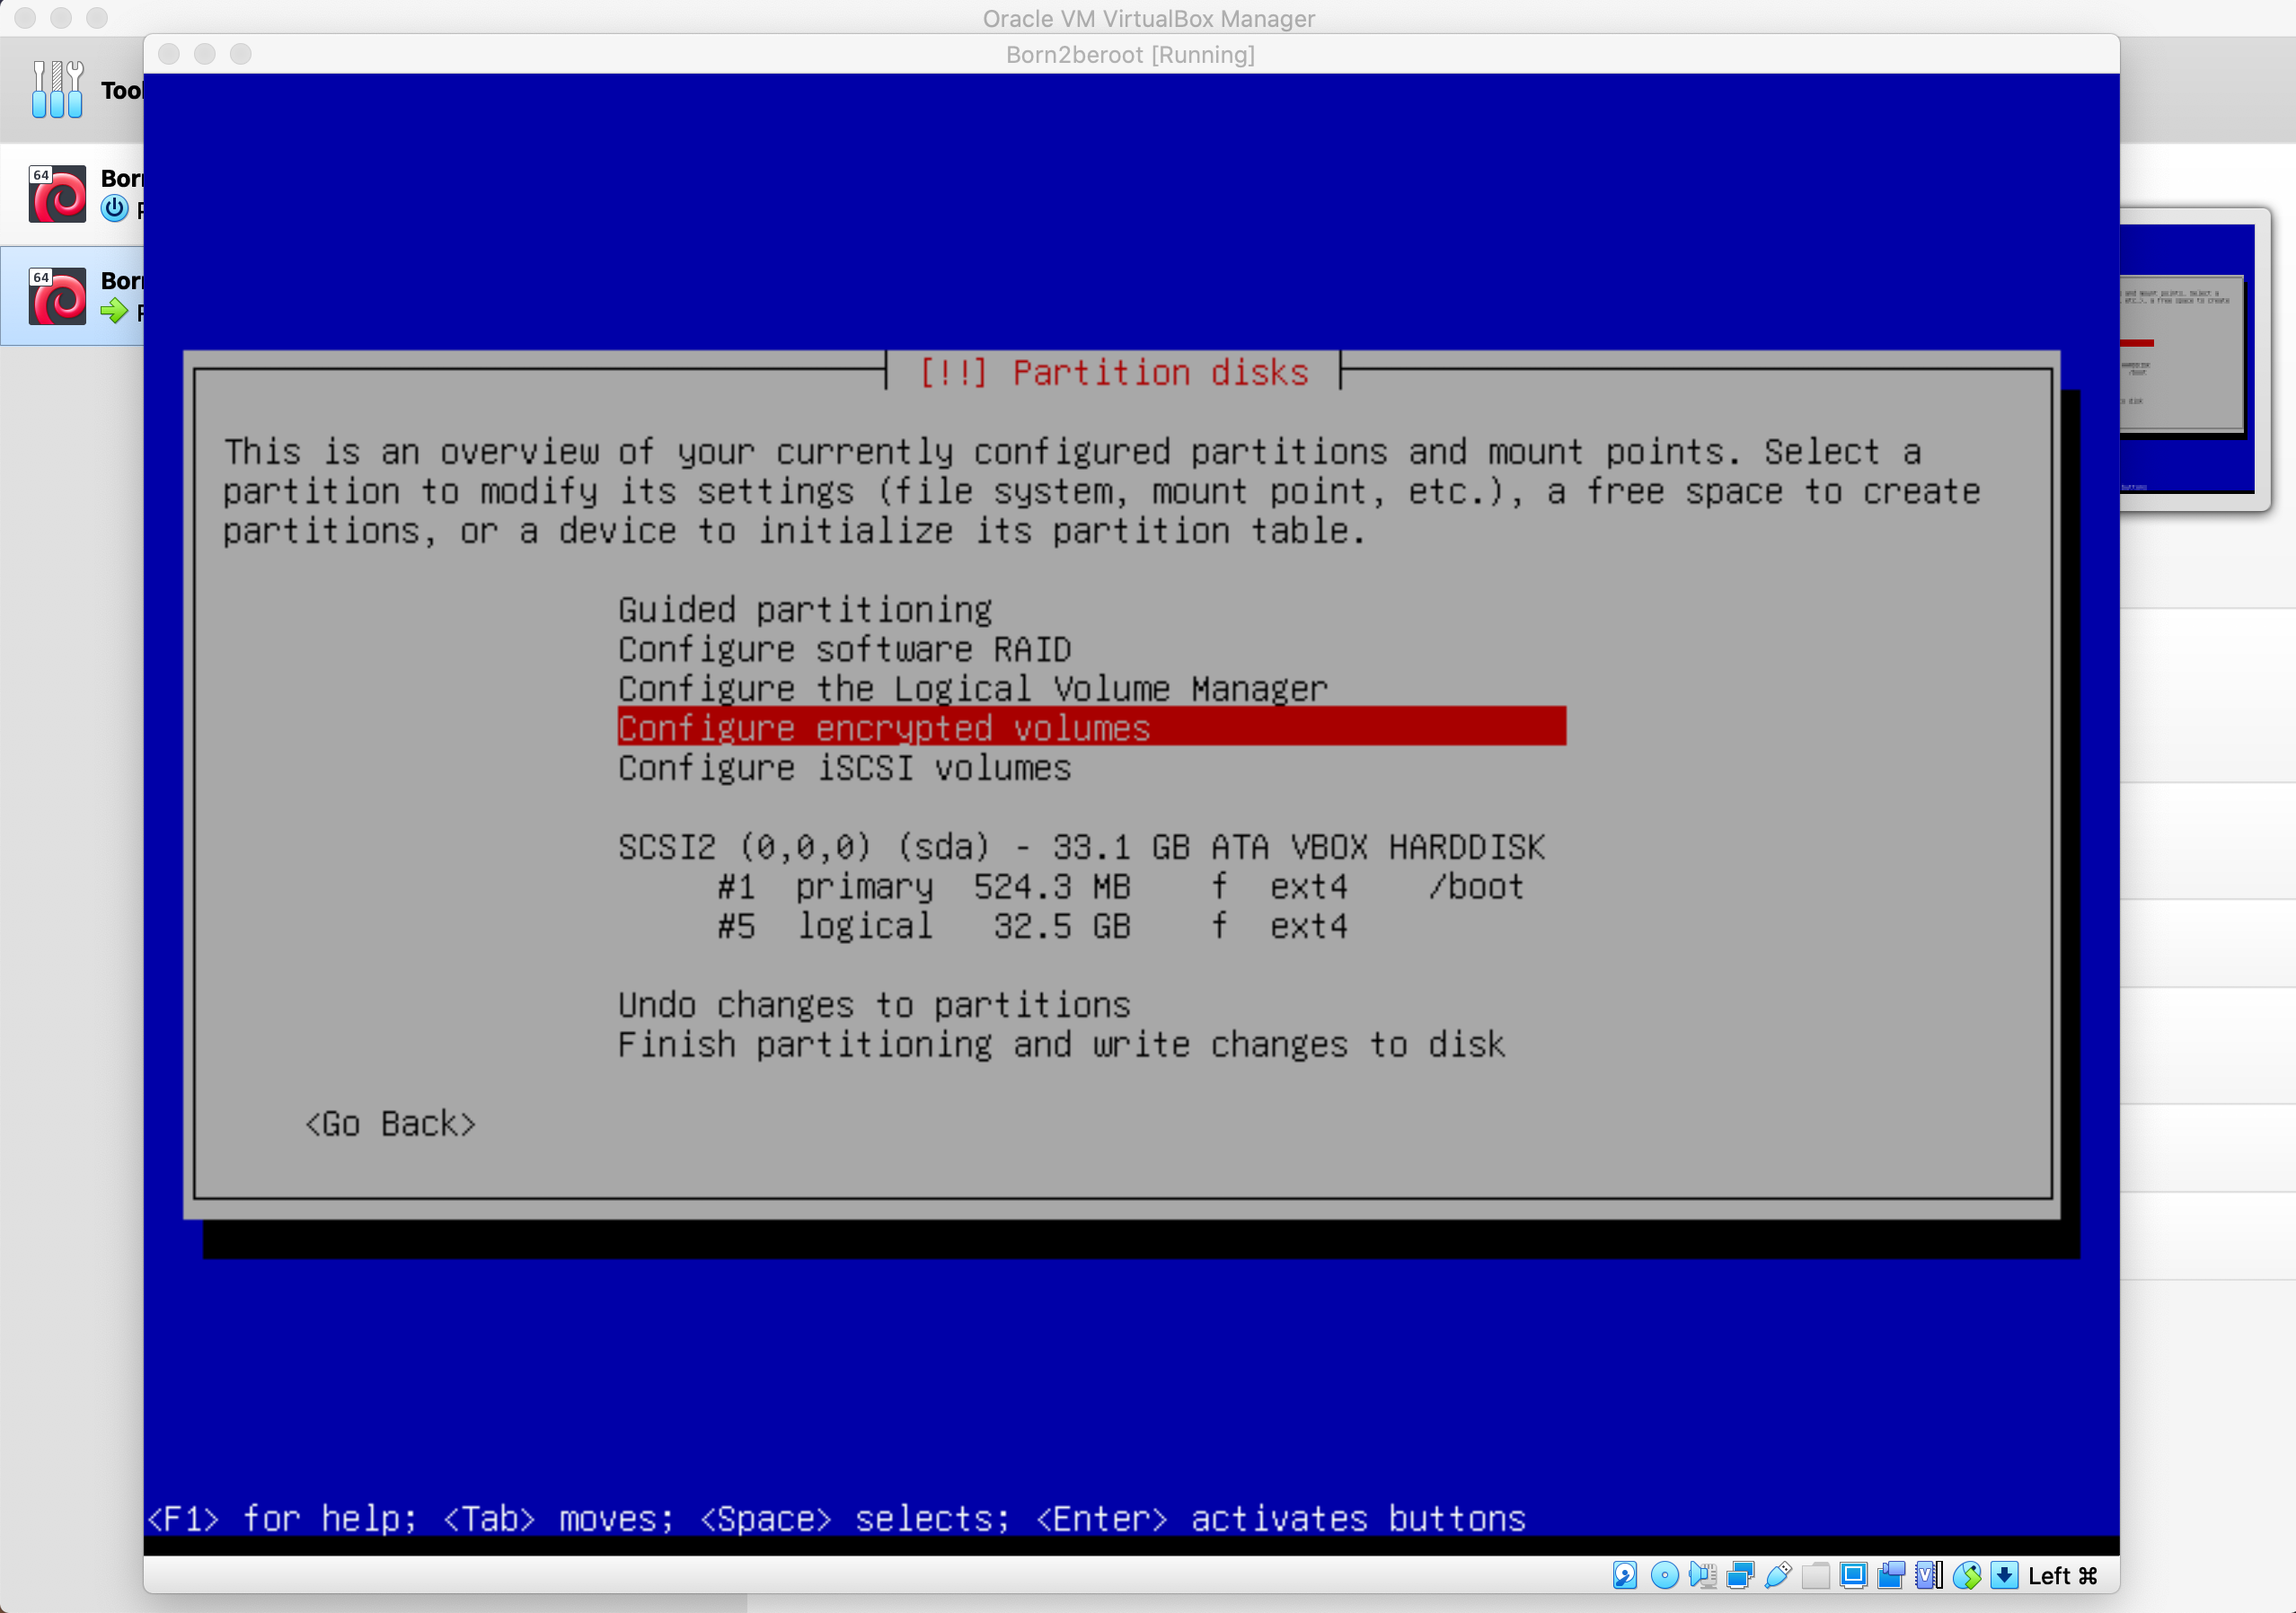 Oracle VM VirtualBox Manager
Born2beroot [Running]
64
64
[!!] Partition disks
This is an overview of your currently configured partitions and mount points. Select a
partition to modify its settings (file system, mount point, etc.), a free space to create
partitions, or a device to initialize its partition table.
Guided partitioning
Configure software RAID
Configure the Logical Volume Manager
Configure encrypted volumes
Configure iSCSI volumes
SCSI2 (0,0,0) (sda) - 33.1 GB ATA VBOX HARDDISK
#1 primary 524.3 MB f ext4 /boot
#5 logical 32.5 GB f ext4
Undo changes to partitions
Finish partitioning and write changes to disk
<Go Back>
<F1> for help; <Tab> moves; <Space> selects; <Enter> activates buttons
Left ⌘